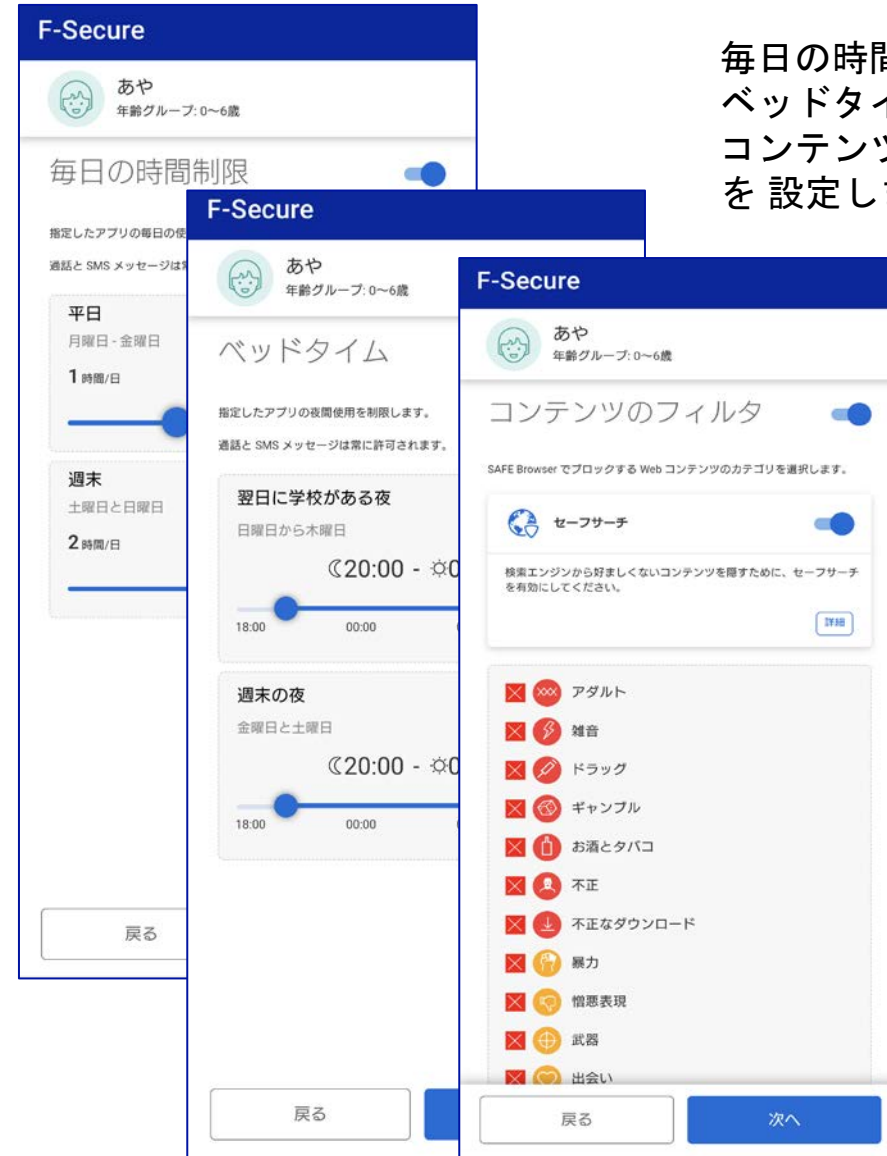 F-Secure
あや
年齢グループ: 0～6歳
毎日の時間制限
指定したアプリの毎日の使
通話と SMS メッセージは
平日
月曜日 - 金曜日
1 時間/日
週末
土曜日と日曜日
2 時間/日
戻る
F-Secure
あや
年齢グループ: 0～6歳
ベッドタイム
指定したアプリの夜間使用を制限します。
通話と SMS メッセージは常に許可されます。
翌日に学校がある夜
日曜日から木曜日
20:00 - 0
18:00 00:00
週末の夜
金曜日と土曜日
20:00 - 0
18:00 00:00
戻る
毎日の時
ベッドタイ
コンテンツ
を 設定し
F-Secure
あや
年齢グループ: 0～6歳
コンテンツのフィルタ
SAFE Browser でブロックする Web コンテンツのカテゴリを選択します。
セーフサーチ
検索エンジンから好ましくないコンテンツを隠すために、セーフサーチ
を有効にしてください。
詳細
XXX アダルト
雑音
ドラッグ
ギャンブル
お酒とタバコ
不正
不正なダウンロード
暴力
憎悪表現
武器
出会い
戻る 次へ